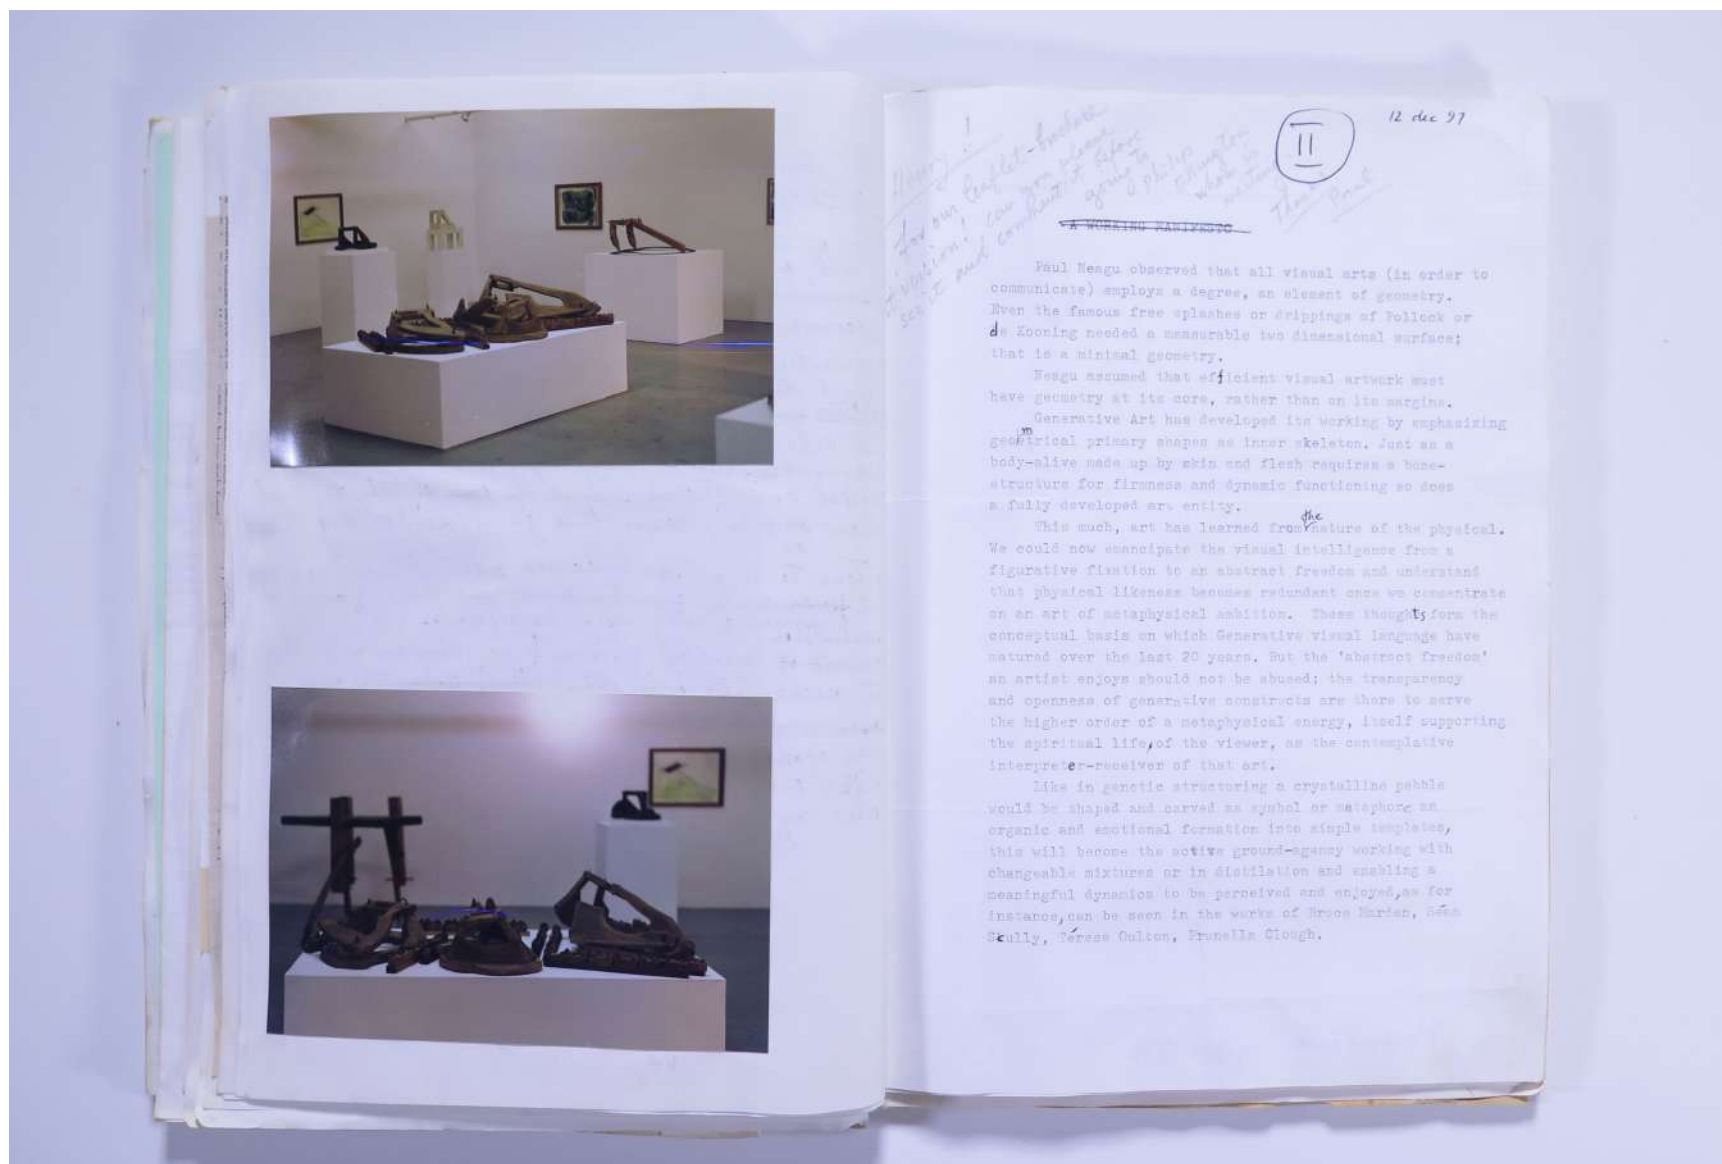 12 dec 97
II
for our leaflet-brochure
version! can you please
and comment it before
going to
Philip
whom is
Paul
A WORKING MANIFESTO
Paul Neagu observed that all visual arts (in order to
communicate) employs a degree, an element of geometry.
Even the famous free splashes or drippings of Pollock or
de Kooning needed a measurable two dimensional surface;
that is a minimal geometry.
Neagu assumed that efficient visual artwork must
have geometry at its core, rather than on its margins.
Generative Art has developed its working by emphasizing
geometrical primary shapes as inner skeleton. Just as a
body-alive made up by skin and flesh requires a bone-
structure for firmness and dynamic functioning so does
a fully developed art entity.
This much, art has learned from the nature of the physical.
We could now emancipate the visual intelligence from a
figurative fixation to an abstract freedom and understand
that physical likeness becomes redundant once we concentrate
on an art of metaphysical ambition. These thoughts form the
conceptual basis on which Generative visual language have
matured over the last 20 years. But the 'abstract freedom'
an artist enjoys should not be abused; the transparency
and openness of generative constructs are there to serve
the higher order of a metaphysical energy, itself supporting
the spiritual life, of the viewer, as the contemplative
interpreter-receiver of that art.
Like in genetic structuring a crystalline pebble
would be shaped and carved as symbol or metaphore as
organic and emotional formation into simple templates,
this will become the active ground-agency working with
changeable mixtures or in distilation and enabling a
meaningful dynamics to be perceived and enjoyed, as for
instance, can be seen in the works of Bruce Marden, Sean
Scully, Térese Oulton, Prunella Clough.